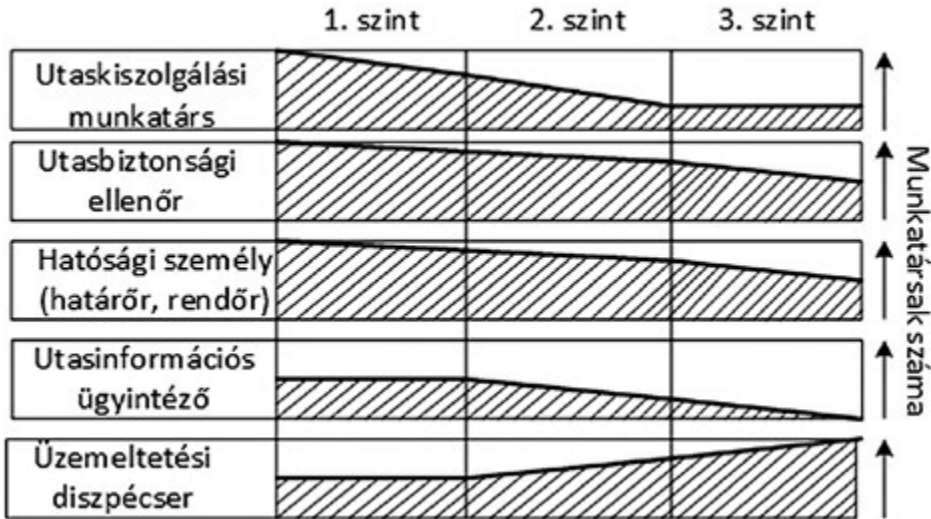 1. szint 2. szint 3. szint
Utaskiszolgálási
munkatárs
Utasbiztonsági
ellenőr
Hatósági személy
(határőr, rendőr)
Utasinformációs
ügyintéző
Üzemeltetési
diszpécser
Munkatársak száma